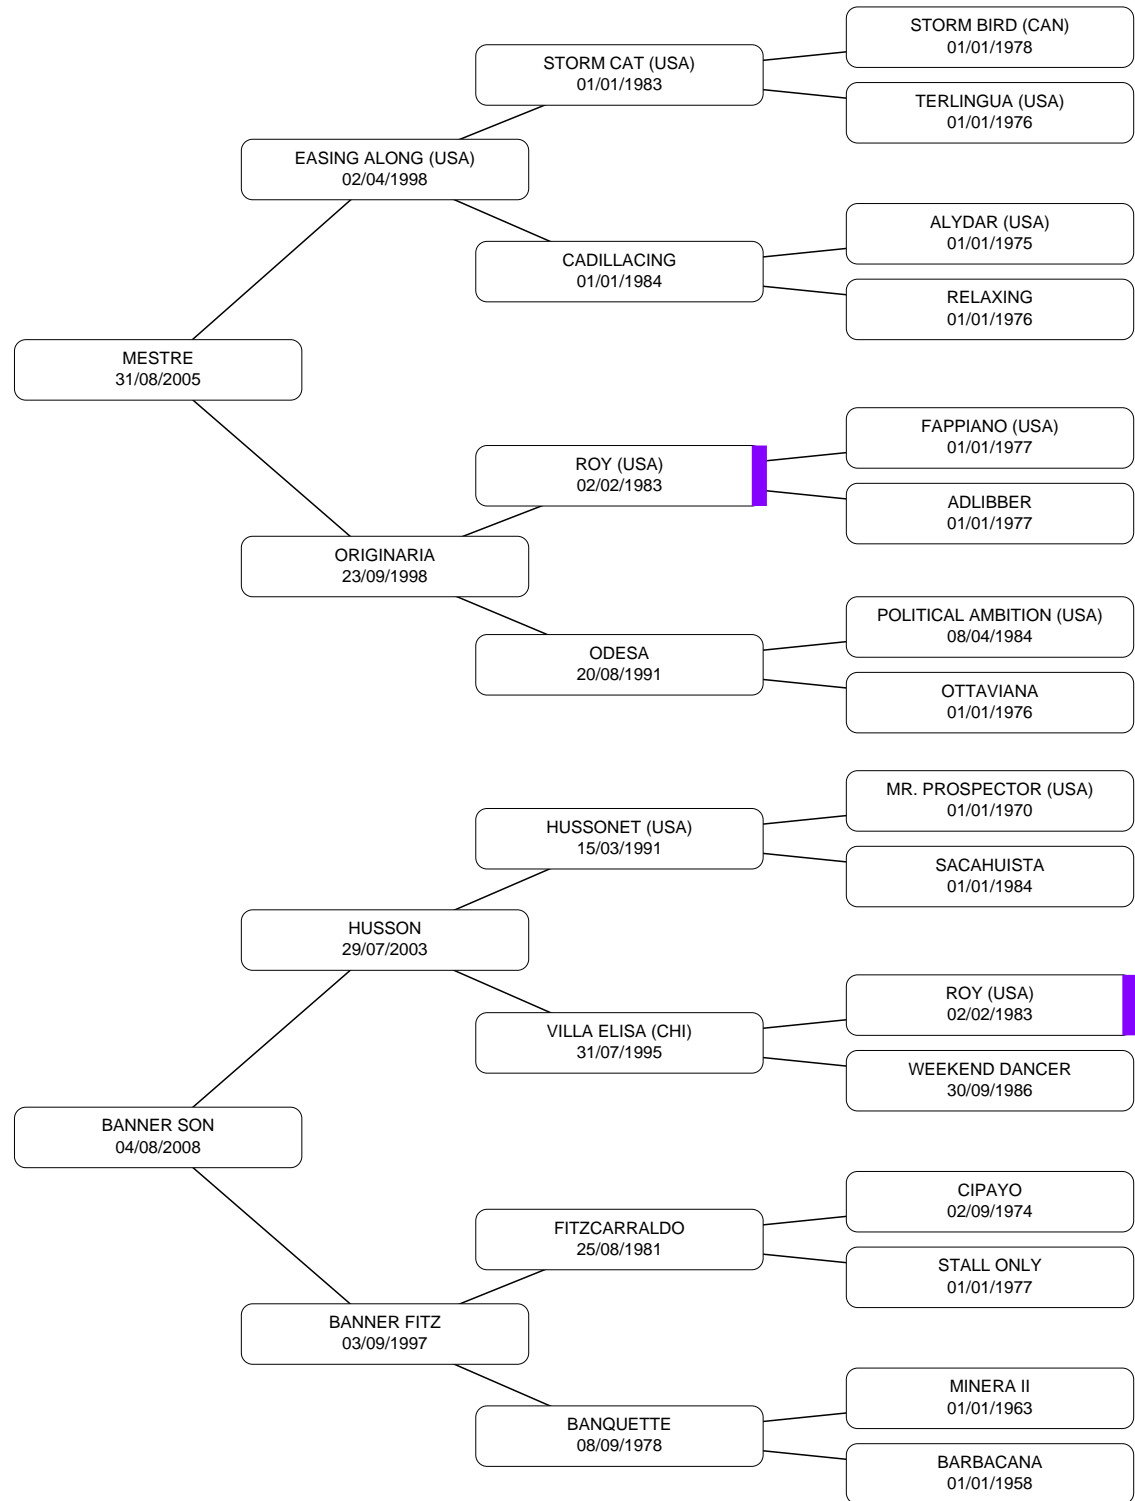 STORM BIRD (CAN)
01/01/1978
STORM CAT (USA)
01/01/1983
TERLINGUA (USA)
01/01/1976
EASING ALONG (USA)
02/04/1998
ALYDAR (USA)
01/01/1975
CADILLACING
01/01/1984
RELAXING
01/01/1976
MESTRE
31/08/2005
FAPPIANO (USA)
01/01/1977
ROY (USA)
02/02/1983
ADLIBBER
01/01/1977
ORIGINARIA
23/09/1998
POLITICAL AMBITION (USA)
08/04/1984
ODESA
20/08/1991
OTTAVIANA
01/01/1976
MR. PROSPECTOR (USA)
01/01/1970
HUSSONET (USA)
15/03/1991
SACAHUISTA
01/01/1984
HUSSON
29/07/2003
ROY (USA)
02/02/1983
VILLA ELISA (CHI)
31/07/1995
WEEKEND DANCER
30/09/1986
BANNER SON
04/08/2008
CIPAYO
02/09/1974
FITZCARRALDO
25/08/1981
STALL ONLY
01/01/1977
BANNER FITZ
03/09/1997
MINERA II
01/01/1963
BANQUETTE
08/09/1978
BARBACANA
01/01/1958